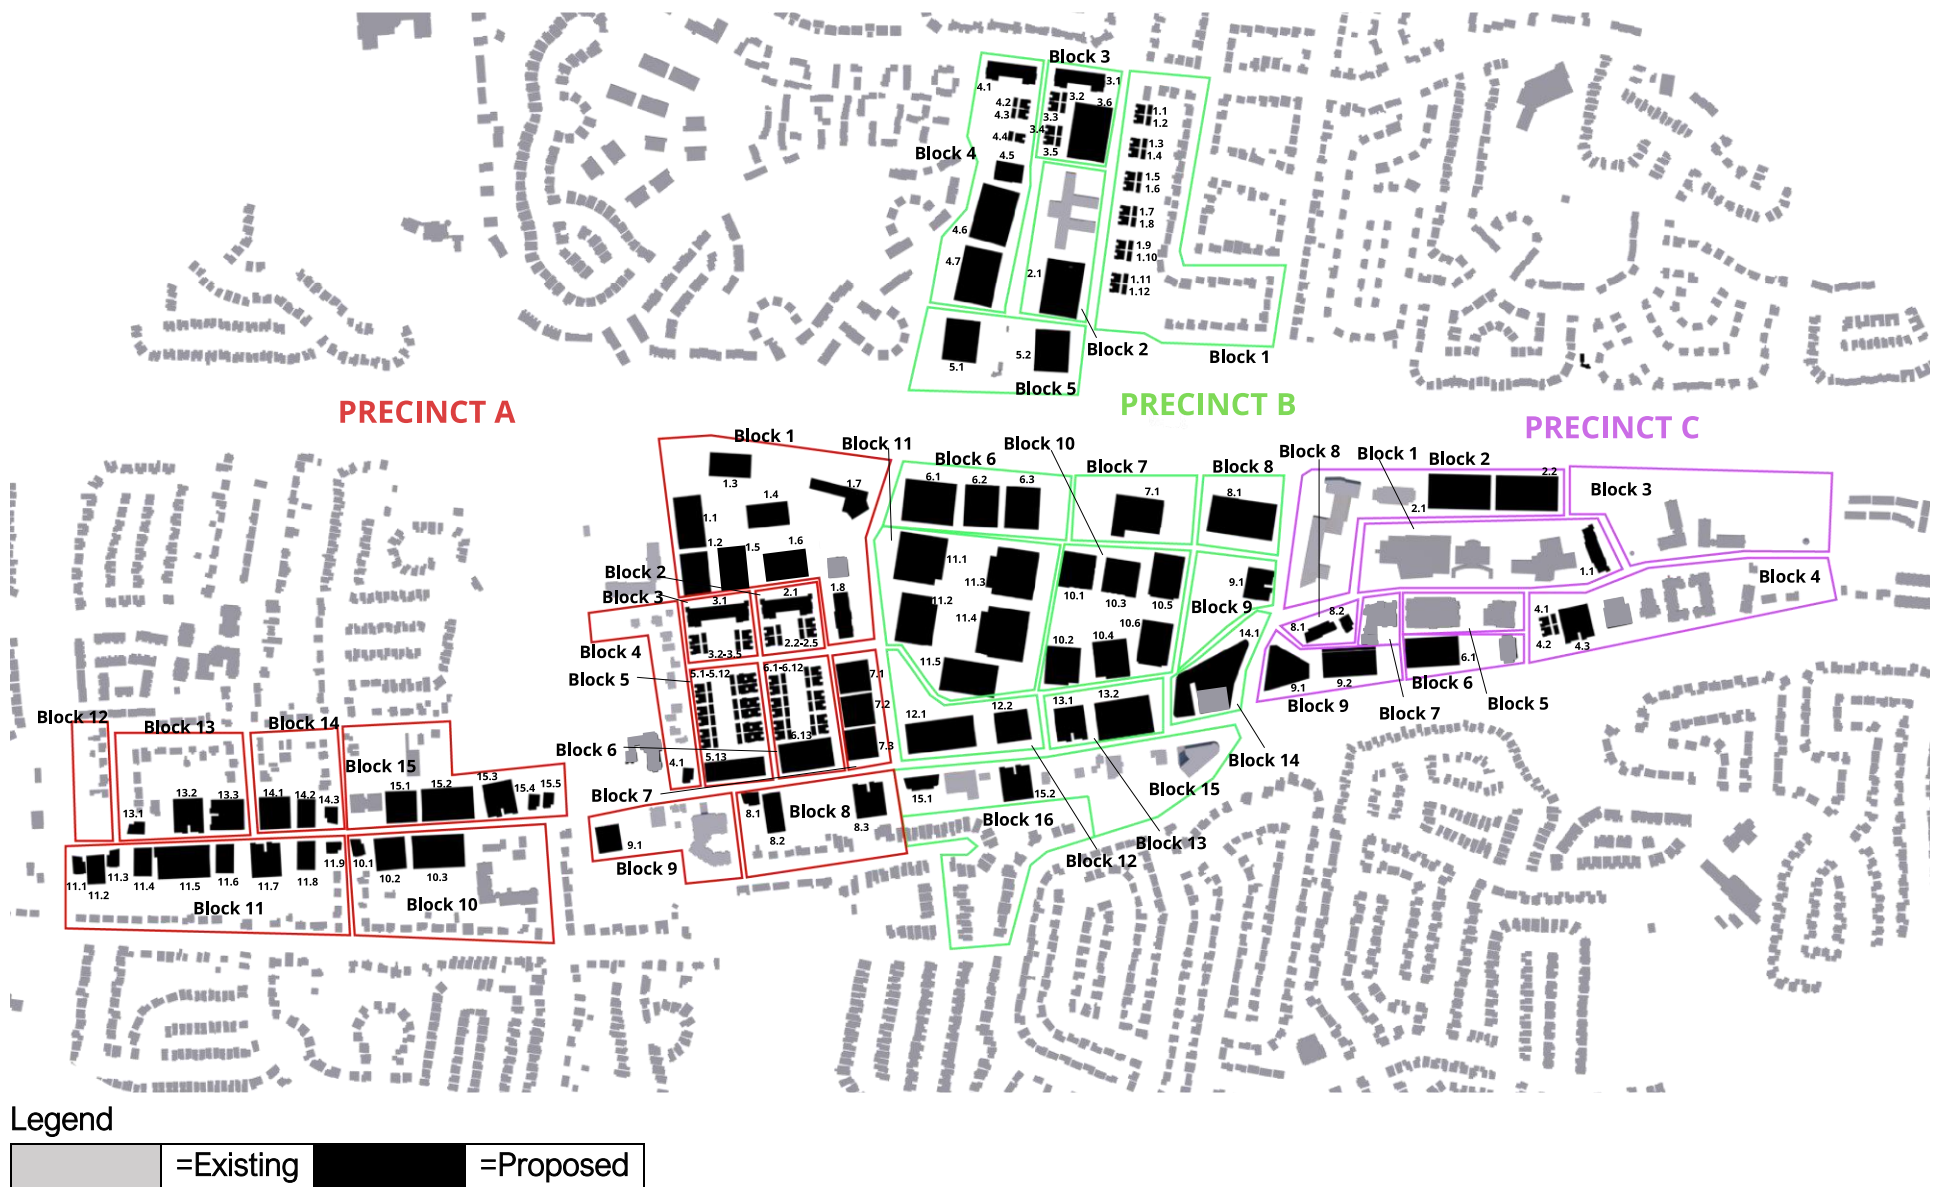 Block 3
3.1
4.1
3.2
3.6
4.2
4.3
3.3
3.4
4.4
3.5
4.5
Block 4
1.1
1.2
1.3
1.4
1.5
1.6
1.7
1.8
1.9
1.10
1.11
1.12
4.6
4.7
2.1
Block 2
Block 1
5.1
5.2
Block 5
PRECINCT A
PRECINCT B
PRECINCT C
Block 1
Block 11
Block 10
Block 6
Block 7
Block 8
Block 8
Block 1
Block 2
Block 3
1.3
1.7
1.4
1.1
1.2
1.5
1.6
1.8
6.1
6.2
6.3
7.1
8.1
2.1
2.2
1.1
Block 2
Block 3
2.1
3.1
2.2-2.5
3.2-3.5
Block 4
Block 5
5.1-5.12
6.1-6.12
7.1
7.2
7.3
6.13
5.13
4.1
Block 6
Block 7
11.1
11.2
11.3
11.4
11.5
10.1
10.3
10.5
10.2
10.4
10.6
9.1
Block 9
14.1
12.1
12.2
13.1
13.2
8.1
8.2
4.1
4.2
4.3
Block 4
6.1
9.1
9.2
Block 9
Block 6
Block 7
Block 5
Block 14
Block 15
15.1
15.2
Block 16
Block 13
Block 12
Block 8
8.1
8.2
8.3
9.1
Block 9
Block 12
Block 13
Block 14
Block 15
13.1
13.2
13.3
14.1
14.2
14.3
15.1
15.2
15.3
15.4
15.5
11.1
11.2
11.3
11.4
11.5
11.6
11.7
11.8
11.9
10.1
10.2
10.3
Block 11
Block 10
Legend
=Existing
=Proposed